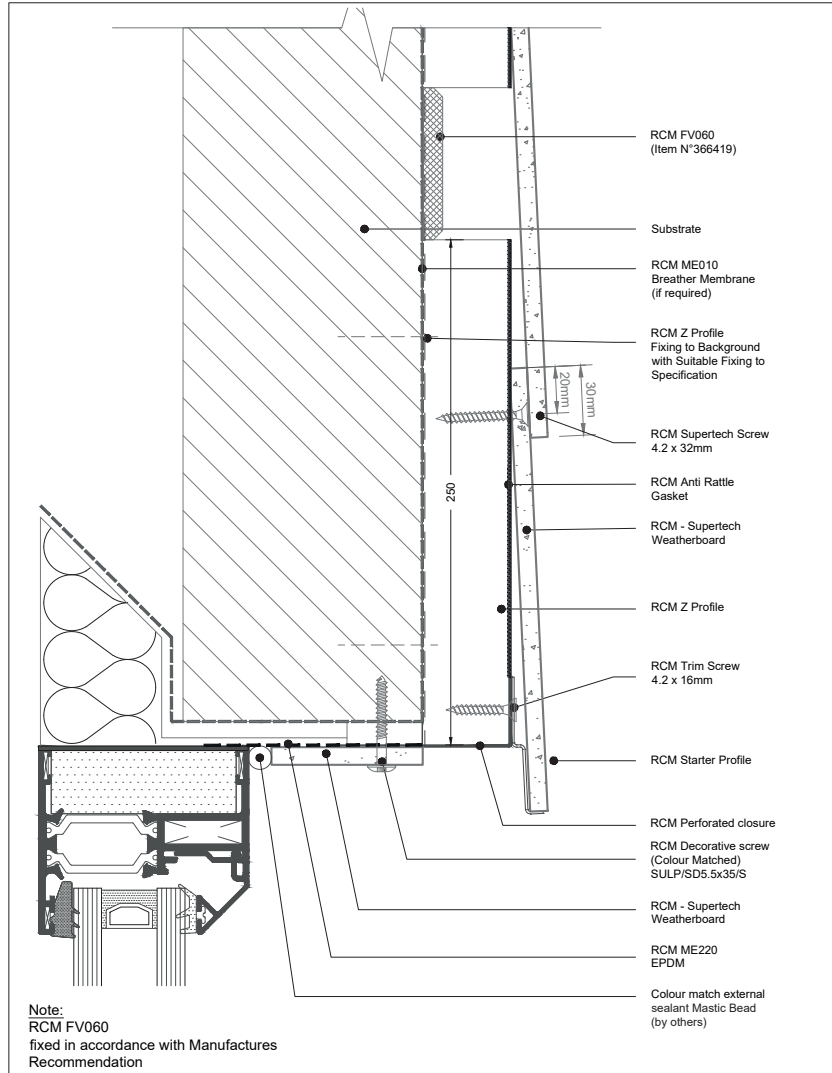 RCM FV060
(Item N°366419)
Substrate
RCM ME010
Breather Membrane
(if required)
RCM Z Profile
Fixing to Background
with Suitable Fixing to
Specification
20mm
30mm
RCM Supertech Screw
4.2 x 32mm
RCM Anti Rattle
Gasket
250
RCM - Supertech
Weatherboard
RCM Z Profile
RCM Trim Screw
4.2 x 16mm
RCM Starter Profile
RCM Perforated closure
RCM Decorative screw
(Colour Matched)
SULP/SD5.5x35/S
RCM - Supertech
Weatherboard
RCM ME220
EPDM
Colour match external
sealant Mastic Bead
(by others)
Note:
RCM FV060
fixed in accordance with Manufactures
Recommendation